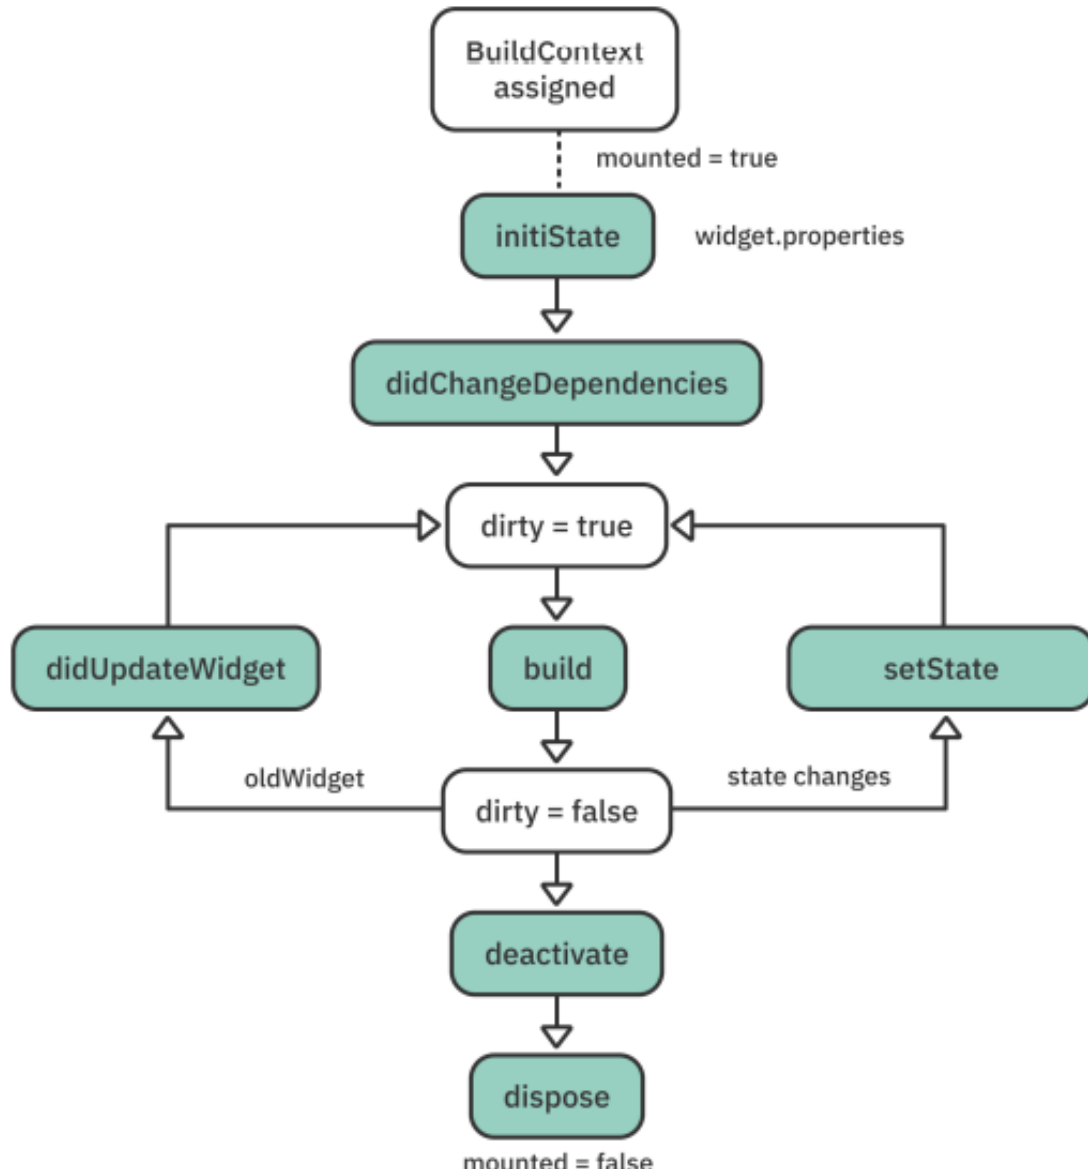 BuildContext
assigned
mounted = true
initiState
widget.properties
didChangeDependencies
dirty = true
didUpdateWidget
build
setState
oldWidget
state changes
dirty = false
deactivate
dispose
mounted = false